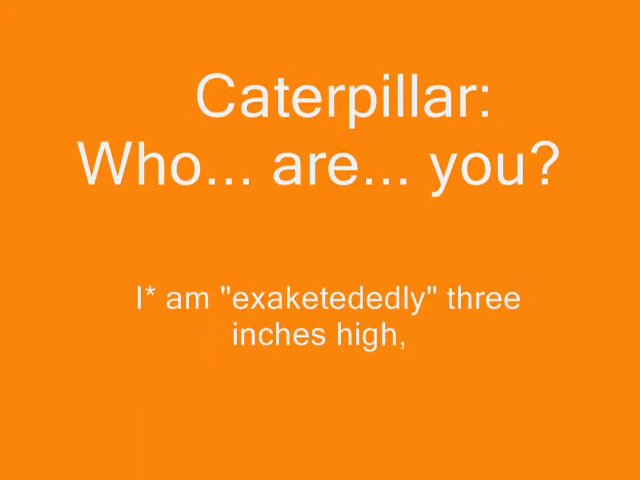 Caterpillar:
Who... are... you?
I* am "exaketededly" three
inches high,